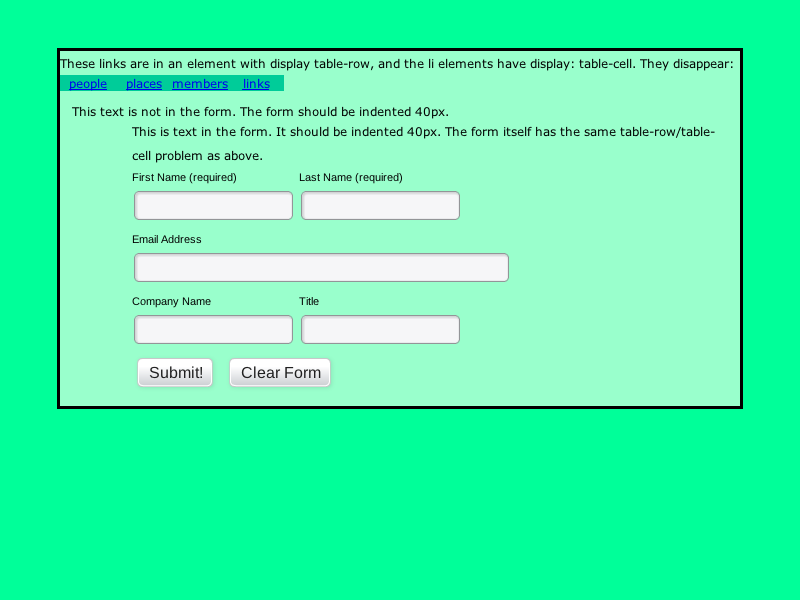 These links are in an element with display table-row, and the li elements have display: table-cell. They disappear:
people places members links
This text is not in the form. The form should be indented 40px.
This is text in the form. It should be indented 40px. The form itself has the same table-row/table-
cell problem as above.
First Name (required) Last Name (required)
Email Address
Company Name Title
Submit! Clear Form